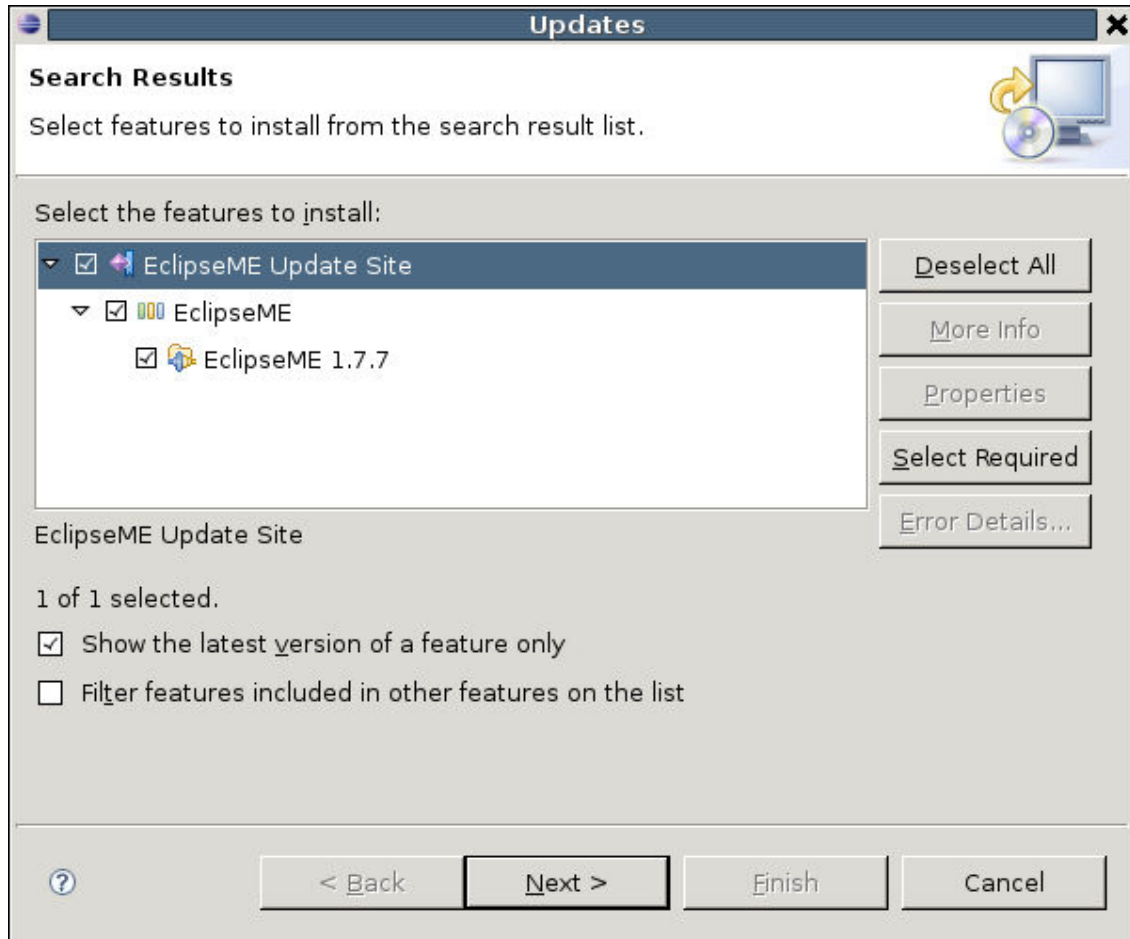 Updates
Search Results
Select features to install from the search result list.
Select the features to install:
EclipseME Update Site
EclipseME
EclipseME 1.7.7
Deselect All
More Info
Properties
Select Required
Error Details...
EclipseME Update Site
1 of 1 selected.
Show the latest version of a feature only
Filter features included in other features on the list
? < Back Next > Finish Cancel